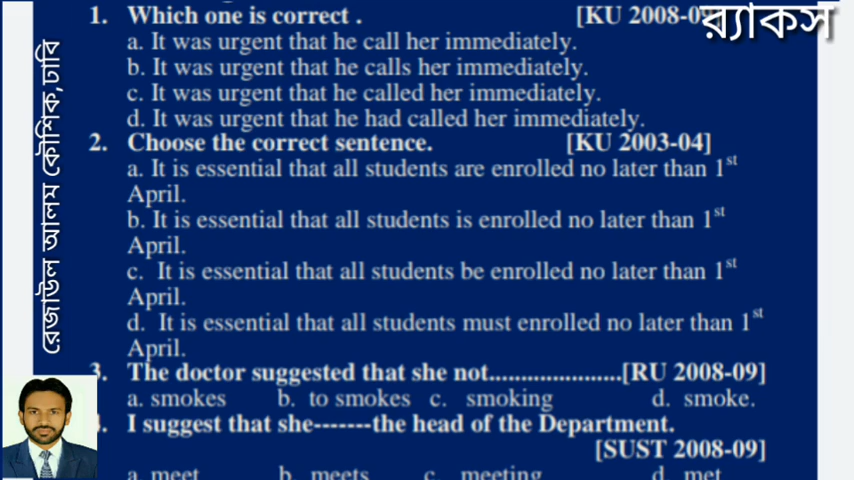 1. Which one is correct . [KU 2008-09]
র‍্যাকস
a. It was urgent that he call her immediately.
b. It was urgent that he calls her immediately.
c. It was urgent that he called her immediately.
d. It was urgent that he had called her immediately.
2. Choose the correct sentence. [KU 2003-04]
a. It is essential that all students are enrolled no later than 1st
April.
b. It is essential that all students is enrolled no later than 1st
April.
c. It is essential that all students be enrolled no later than 1st
April.
d. It is essential that all students must enrolled no later than 1st
April.
3. The doctor suggested that she not.....................[RU 2008-09]
a. smokes b. to smokes c. smoking d. smoke.
. I suggest that she-------the head of the Department.
[SUST 2008-09]
a. meet b. meets c. meeting d. met
রেজাউল আলম কৌশিক,ঢাবি